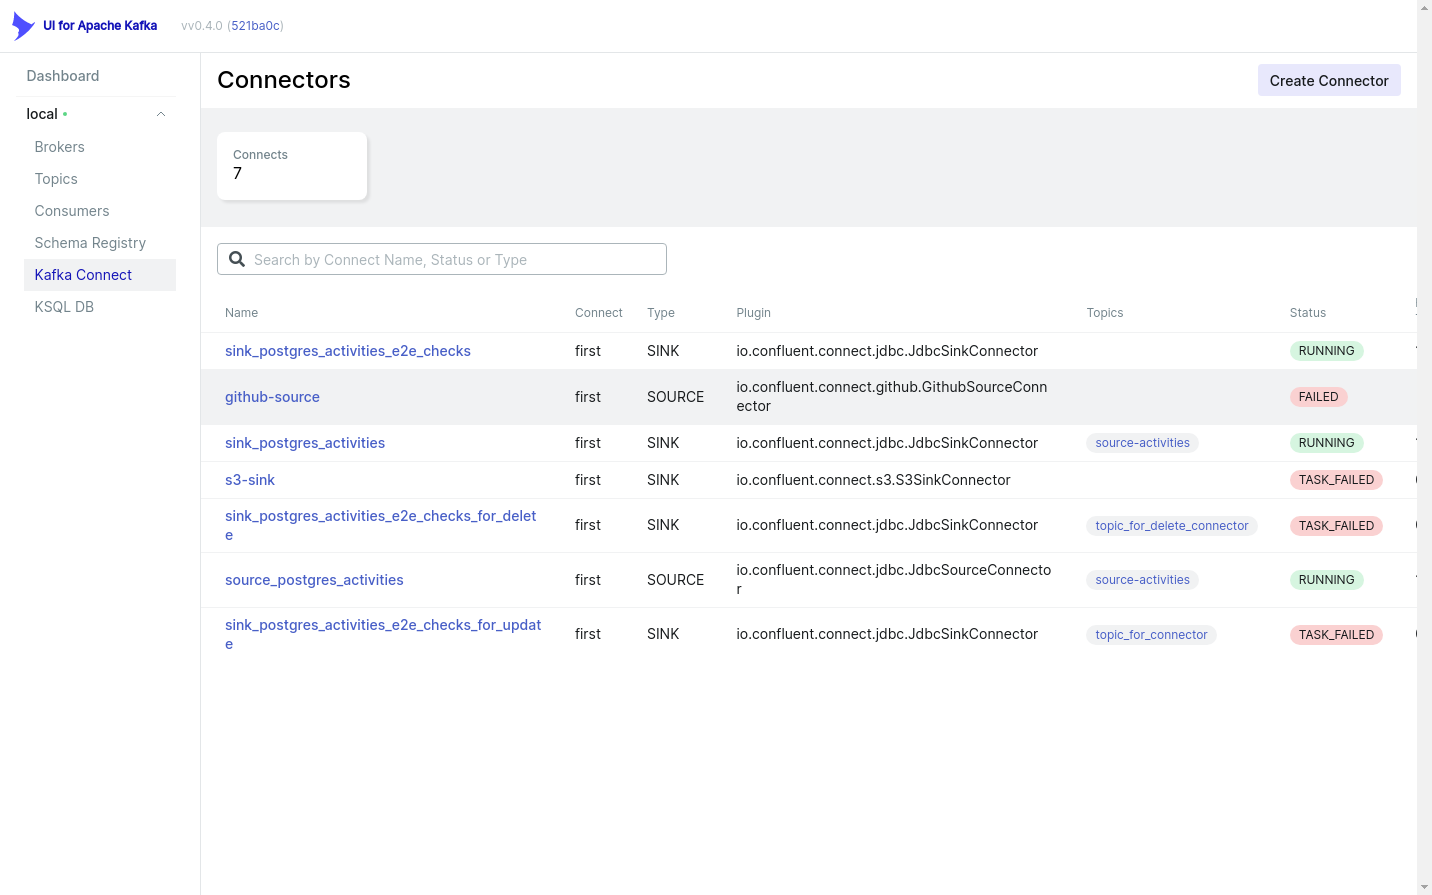 UI for Apache Kafka vv0.4.0 (521ba0c)
Dashboard
local
Brokers
Topics
Consumers
Schema Registry
Kafka Connect
KSQL DB
Connectors
Create Connector
Connects
7
Search by Connect Name, Status or Type
Name Connect Type Plugin Topics Status
sink_postgres_activities_e2e_checks first SINK io.confluent.connect.jdbc.JdbcSinkConnector RUNNING
github-source first SOURCE io.confluent.connect.github.GithubSourceConn
ector FAILED
sink_postgres_activities first SINK io.confluent.connect.jdbc.JdbcSinkConnector source-activities RUNNING
s3-sink first SINK io.confluent.connect.s3.S3SinkConnector TASK_FAILED
sink_postgres_activities_e2e_checks_for_delet
e first SINK io.confluent.connect.jdbc.JdbcSinkConnector topic_for_delete_connector TASK_FAILED
source_postgres_activities first SOURCE io.confluent.connect.jdbc.JdbcSourceConnecto
r source-activities RUNNING
sink_postgres_activities_e2e_checks_for_updat
e first SINK io.confluent.connect.jdbc.JdbcSinkConnector topic_for_connector TASK_FAILED